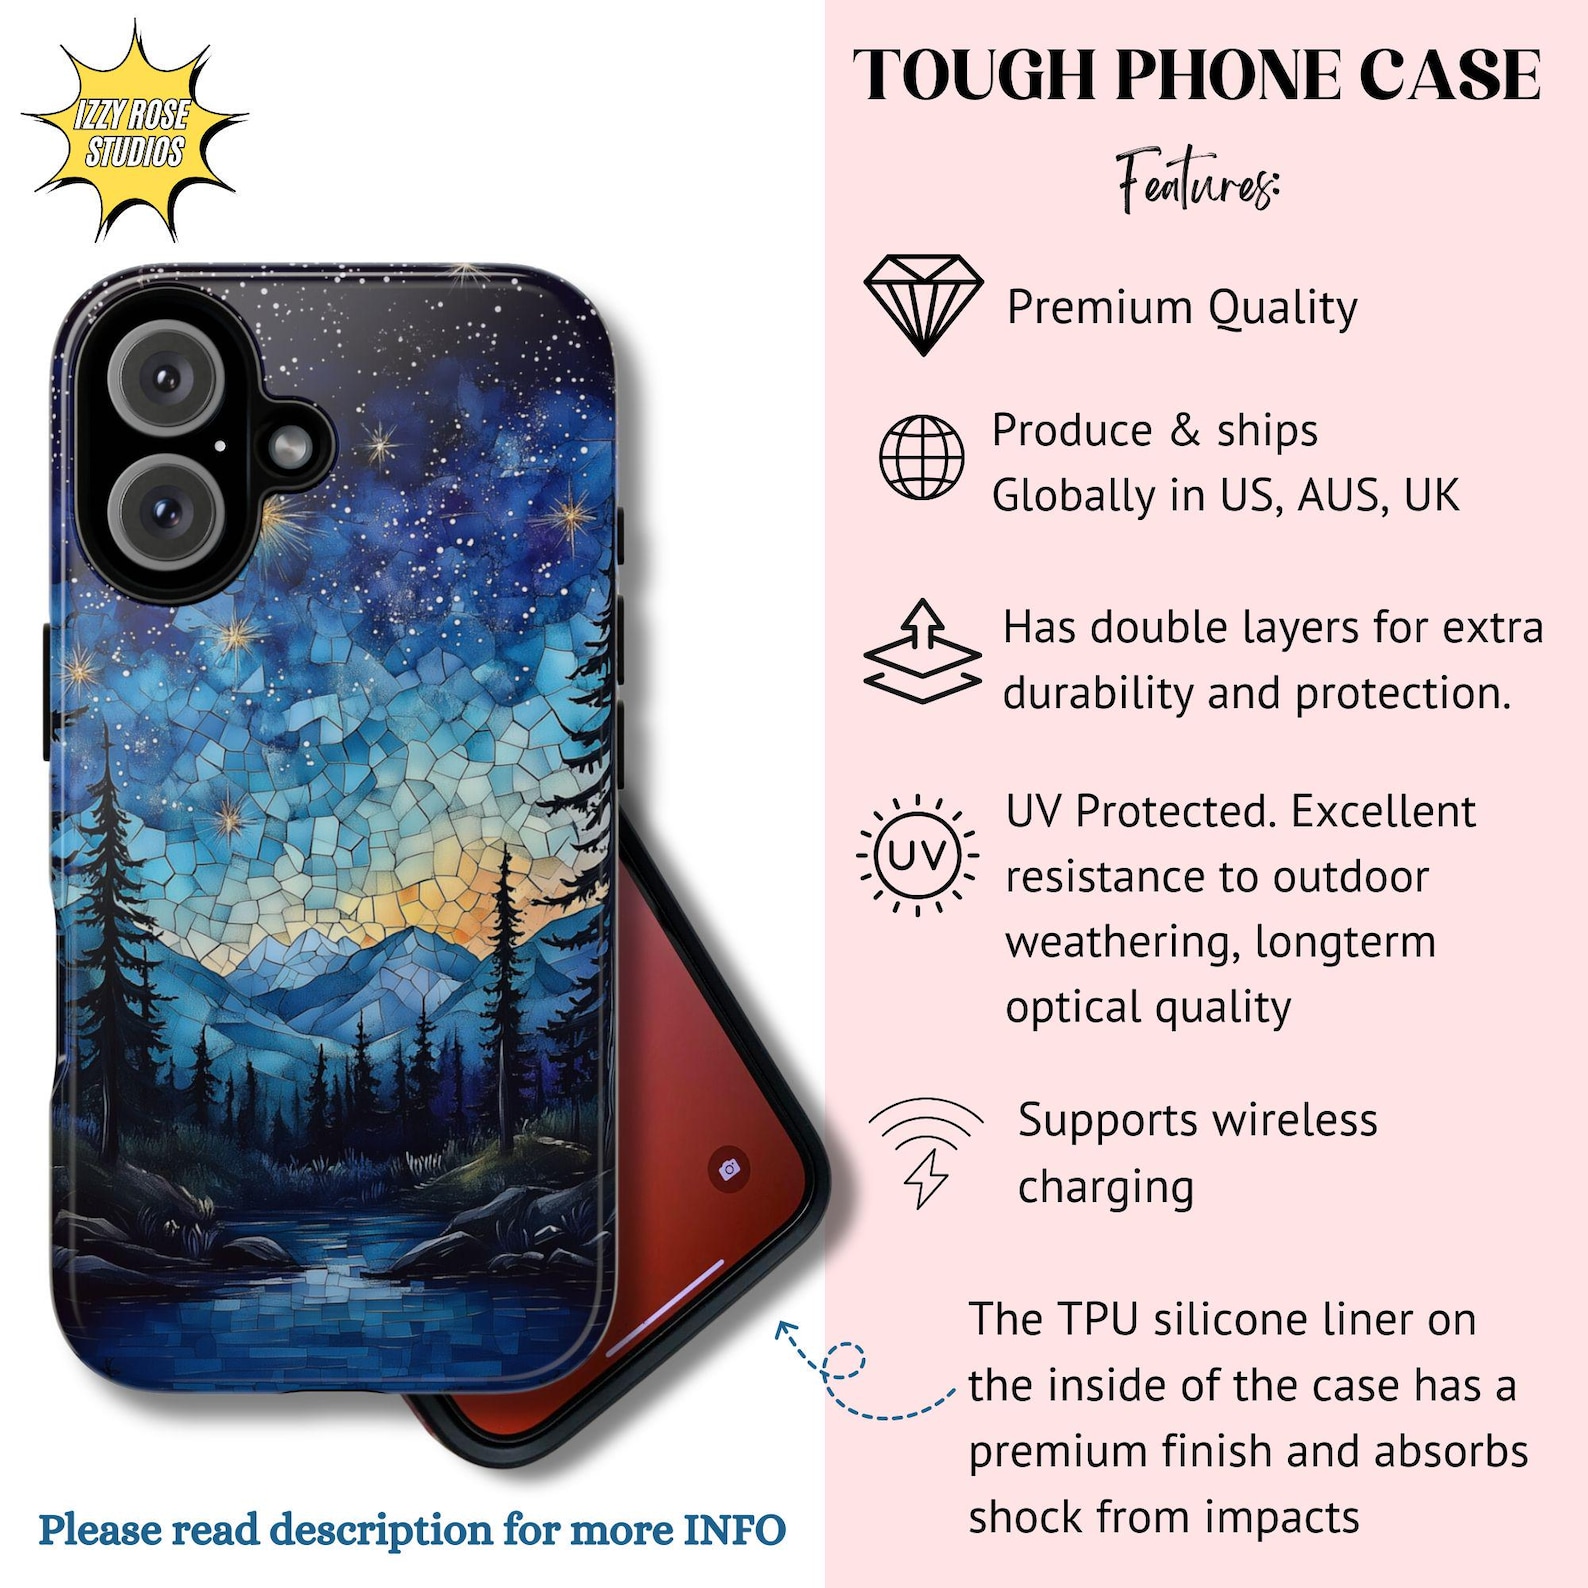 IZZY ROSE
STUDIOS
TOUGH PHONE CASE
Features:
Premium Quality
Produce & ships
Globally in US, AUS, UK
Has double layers for extra
durability and protection.
UV
UV Protected. Excellent
resistance to outdoor
weathering, longterm
optical quality
Supports wireless
charging
The TPU silicone liner on
the inside of the case has a
premium finish and absorbs
shock from impacts
Please read description for more INFO